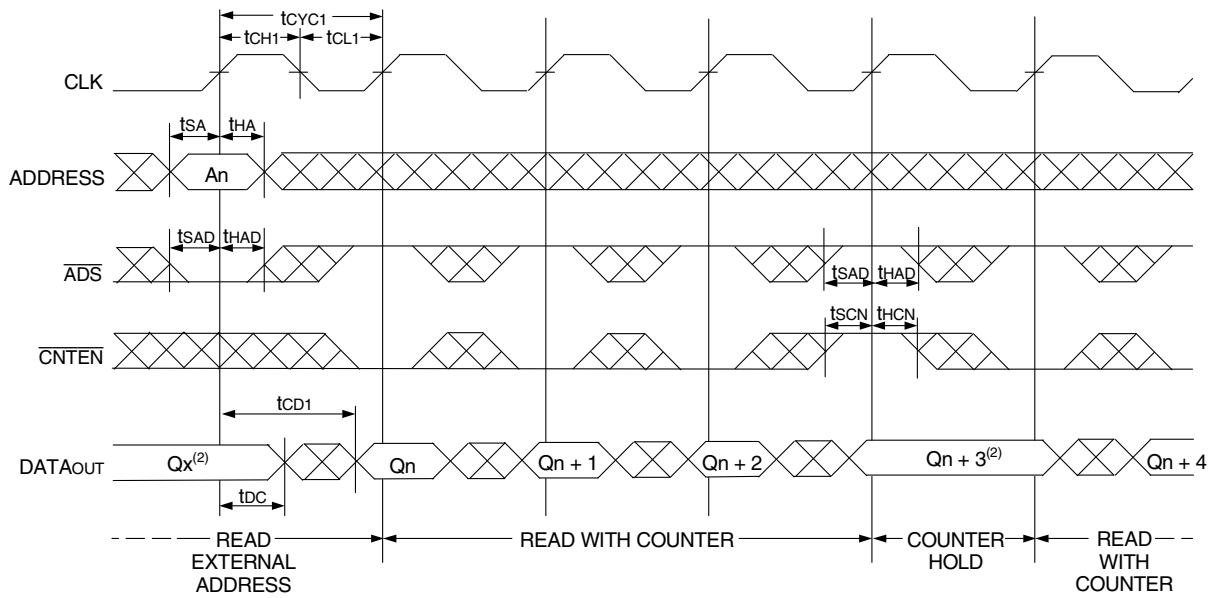 tCYC1
tCH1 tCL1
CLK
tSA tHA
ADDRESS An
tSAD tHAD
ADS
tSAD tHAD
tSCN tHCN
CNTEN
tCD1
DATAOUT Qx(2) Qn Qn + 1 Qn + 2 Qn + 3(2) Qn + 4
tDC
READ EXTERNAL ADDRESS
READ WITH COUNTER
COUNTER HOLD
READ WITH COUNTER